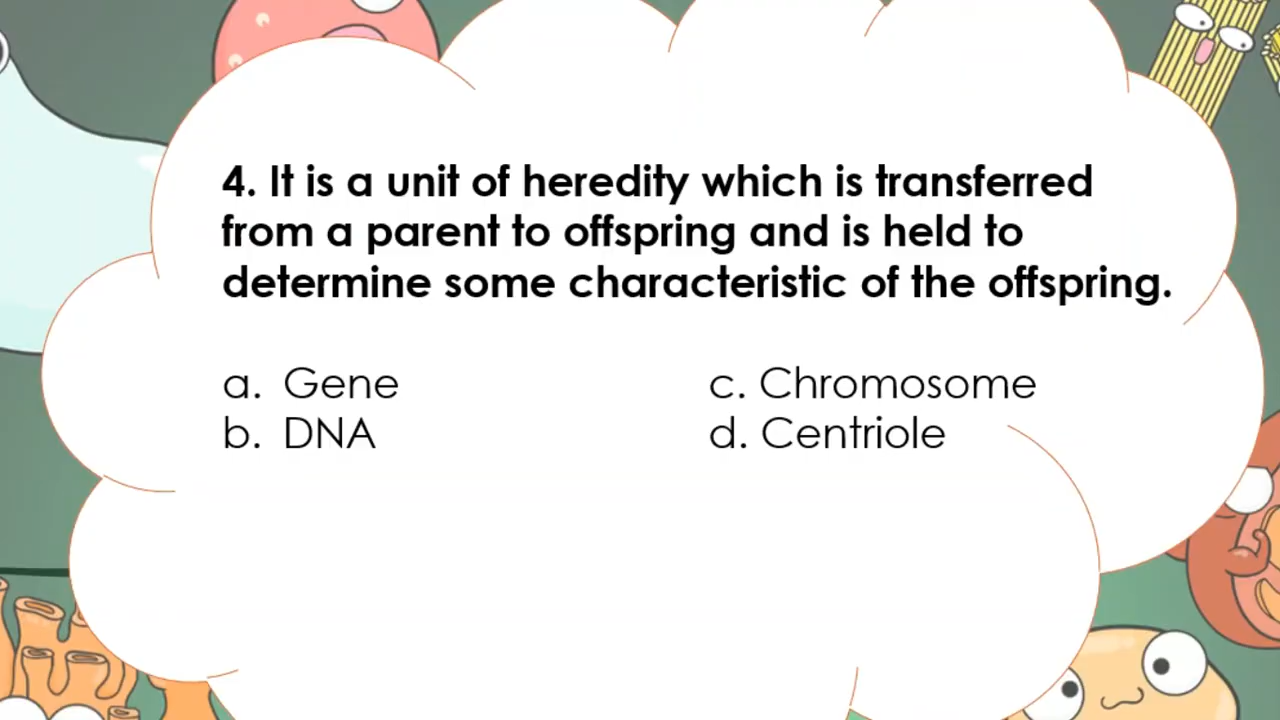 4. It is a unit of heredity which is transferred
from a parent to offspring and is held to
determine some characteristic of the offspring.
a. Gene
b. DNA
c. Chromosome
d. Centriole